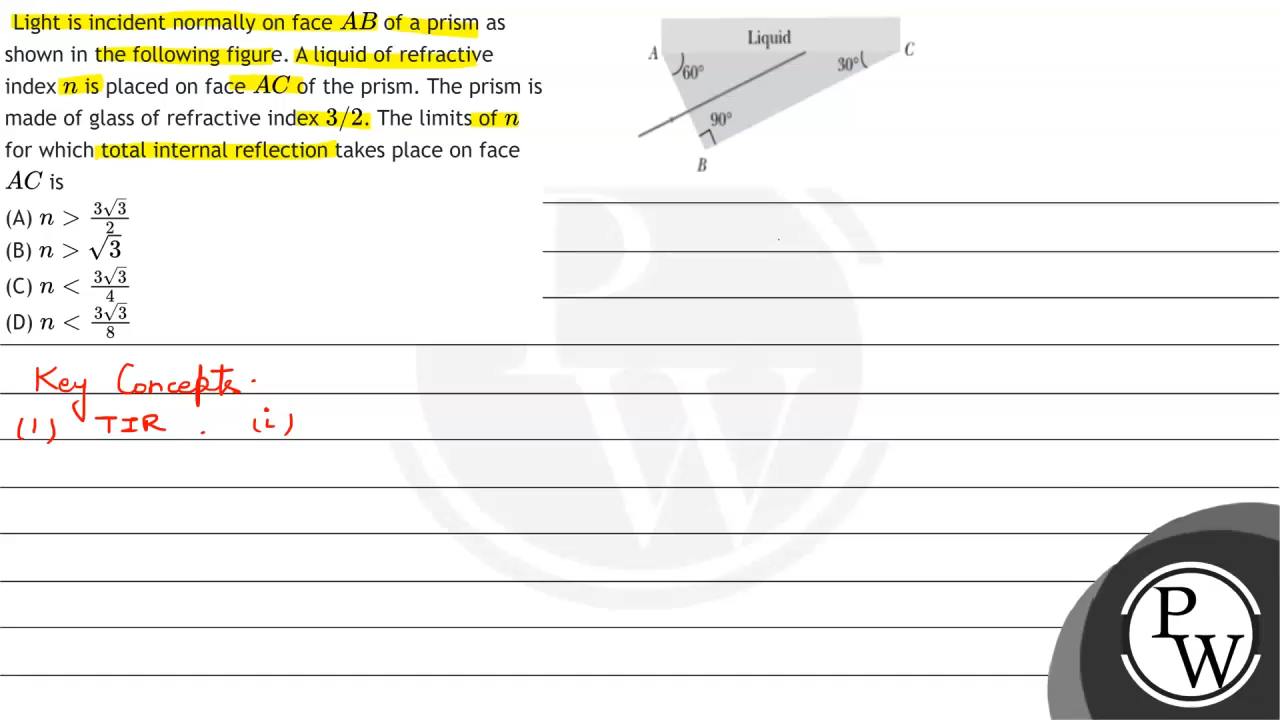 Light is incident normally on face AB of a prism as
shown in the following figure. A liquid of refractive
index n is placed on face AC of the prism. The prism is
made of glass of refractive index 3/2. The limits of n
for which total internal reflection takes place on face
AC is
(A) n > 3√3/2
(B) n > √3
(C) n < 3√3/4
(D) n < 3√3/8
Liquid
A
C
60°
30°
90°
B
Key Concepts.
(1) TIR. (i)
P
W